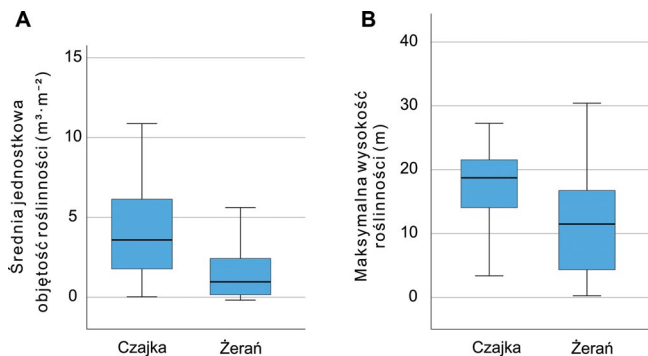 A
Średnia jednostkowa
objętość roślinności (m³·m⁻²)
15
10
5
0
Czajka
Żerań
B
Maksymalna wysokość
roślinności (m)
40
30
20
10
0
Czajka
Żerań